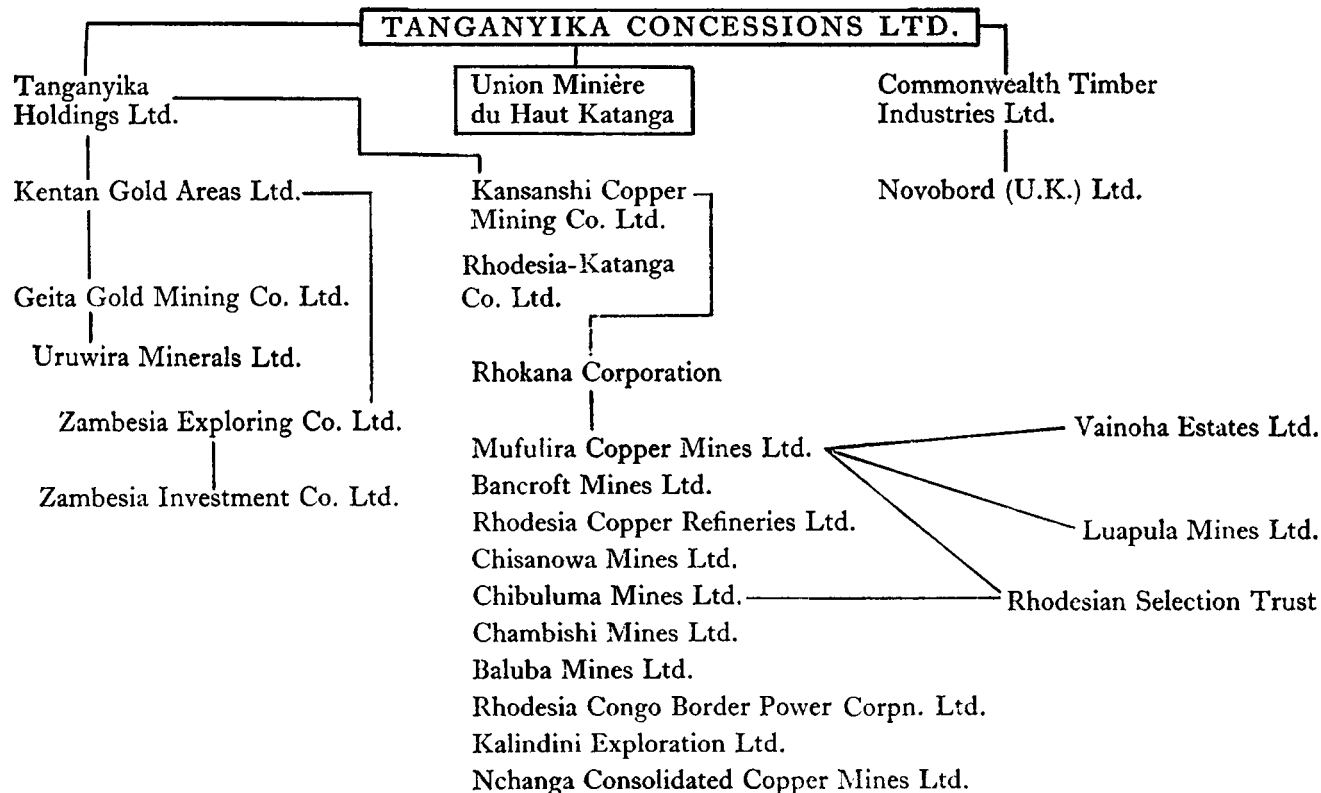 TANGANYIKA CONCESSIONS LTD.
Tanganyika
Holdings Ltd.
Union Minière
du Haut Katanga
Commonwealth Timber
Industries Ltd.
Kentan Gold Areas Ltd.
Kansanshi Copper
Mining Co. Ltd.
Novobord (U.K.) Ltd.
Rhodesia-Katanga
Co. Ltd.
Geita Gold Mining Co. Ltd.
Uruwira Minerals Ltd.
Rhokana Corporation
Zambesia Exploring Co. Ltd.
Zambesia Investment Co. Ltd.
Mufulira Copper Mines Ltd.
Bancroft Mines Ltd.
Rhodesia Copper Refineries Ltd.
Chisanowa Mines Ltd.
Chibuluma Mines Ltd.
Chambishi Mines Ltd.
Baluba Mines Ltd.
Rhodesia Congo Border Power Corpn. Ltd.
Kalindini Exploration Ltd.
Nchanga Consolidated Copper Mines Ltd.
Vainoha Estates Ltd.
Luapula Mines Ltd.
Rhodesian Selection Trust